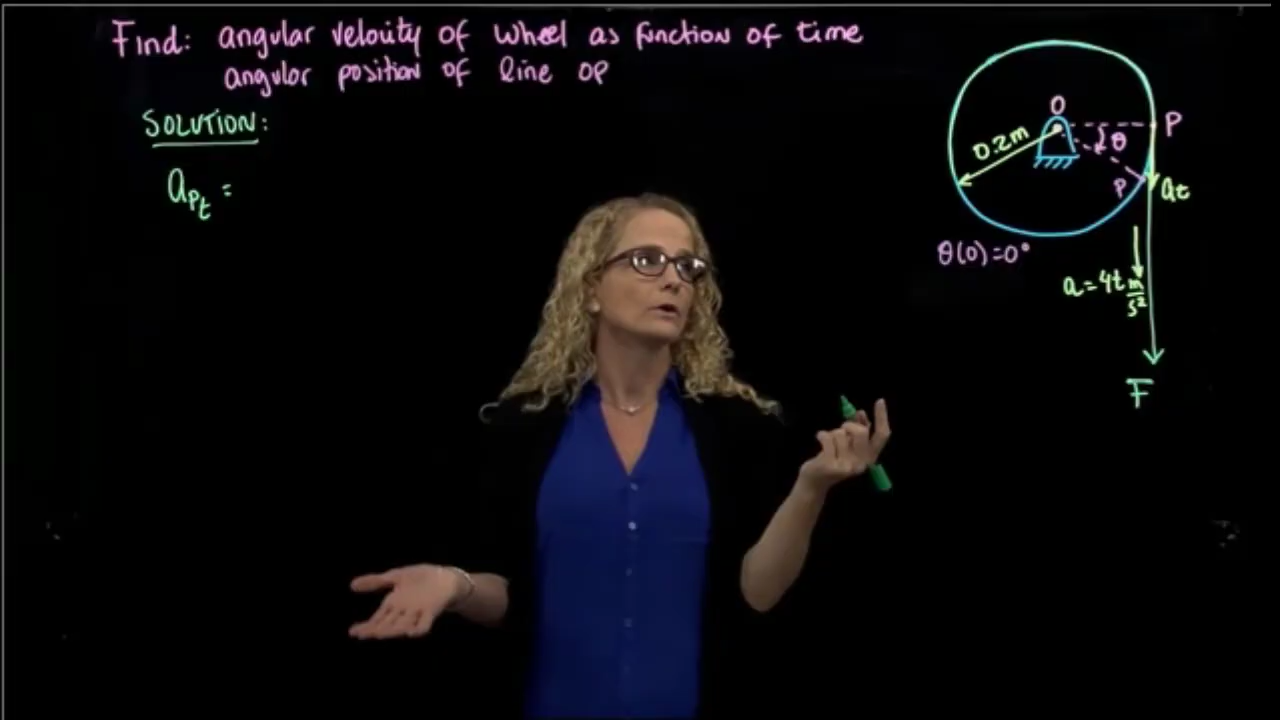 Find: angular velocity of wheel as function of time
angular position of line OP
SOLUTION:
a_Pt =
O
P
0.2m
θ
P
at
θ(0)=0°
a=4t m/s²
F